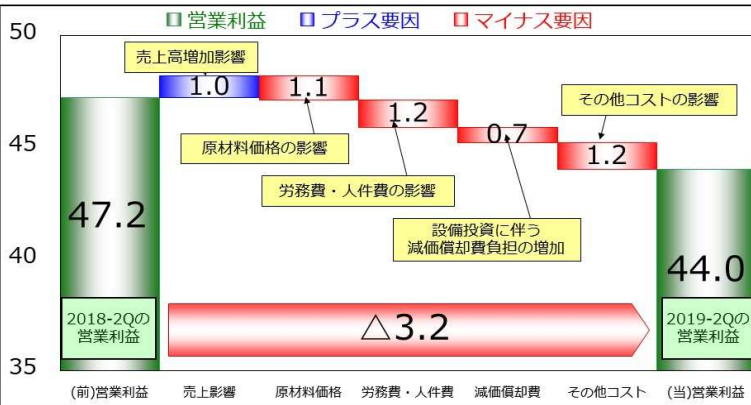 営業利益 プラス要因 マイナス要因
50
45
40
35
売上高増加影響
1.0
1.1
1.2
0.7
1.2
原材料価格の影響
労務費・人件費の影響
設備投資に伴う
減価償却費負担の増加
その他コストの影響
47.2
44.0
2018-2Qの
営業利益
△3.2
2019-2Qの
営業利益
(前)営業利益 売上影響 原材料価格 労務費・人件費 減価償却費 その他コスト (当)営業利益